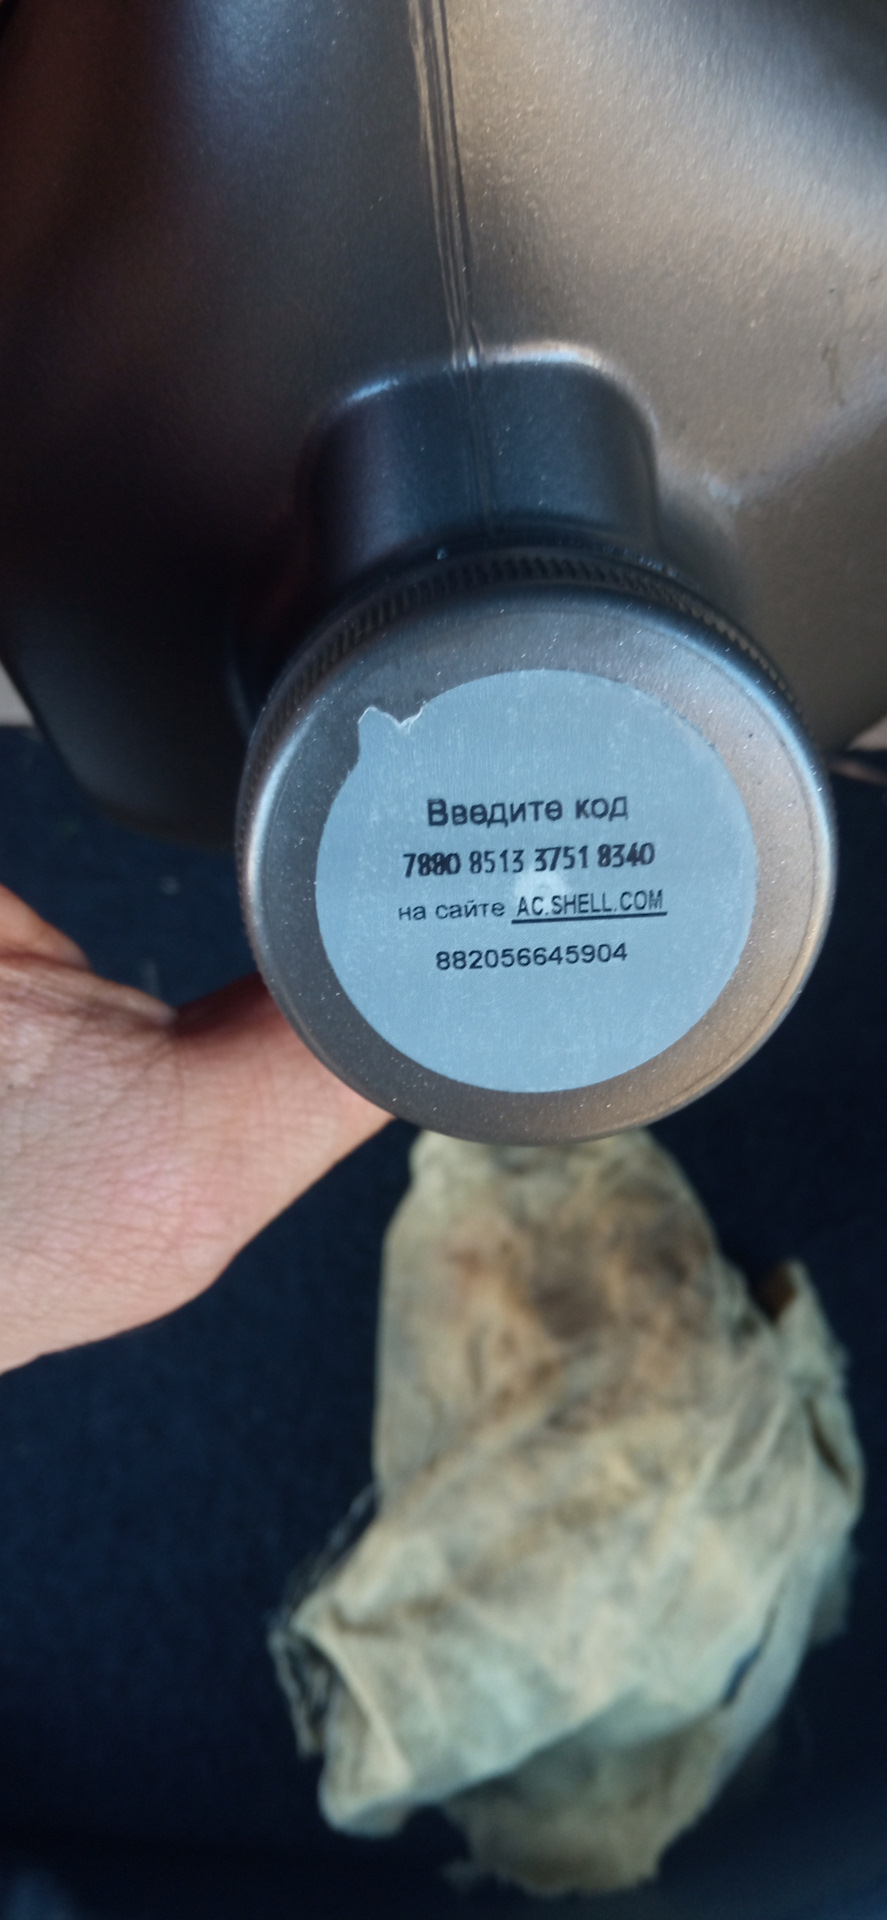 Введите код
7880 8513 3751 8340
на сайте AC.SHELL.COM
882056645904